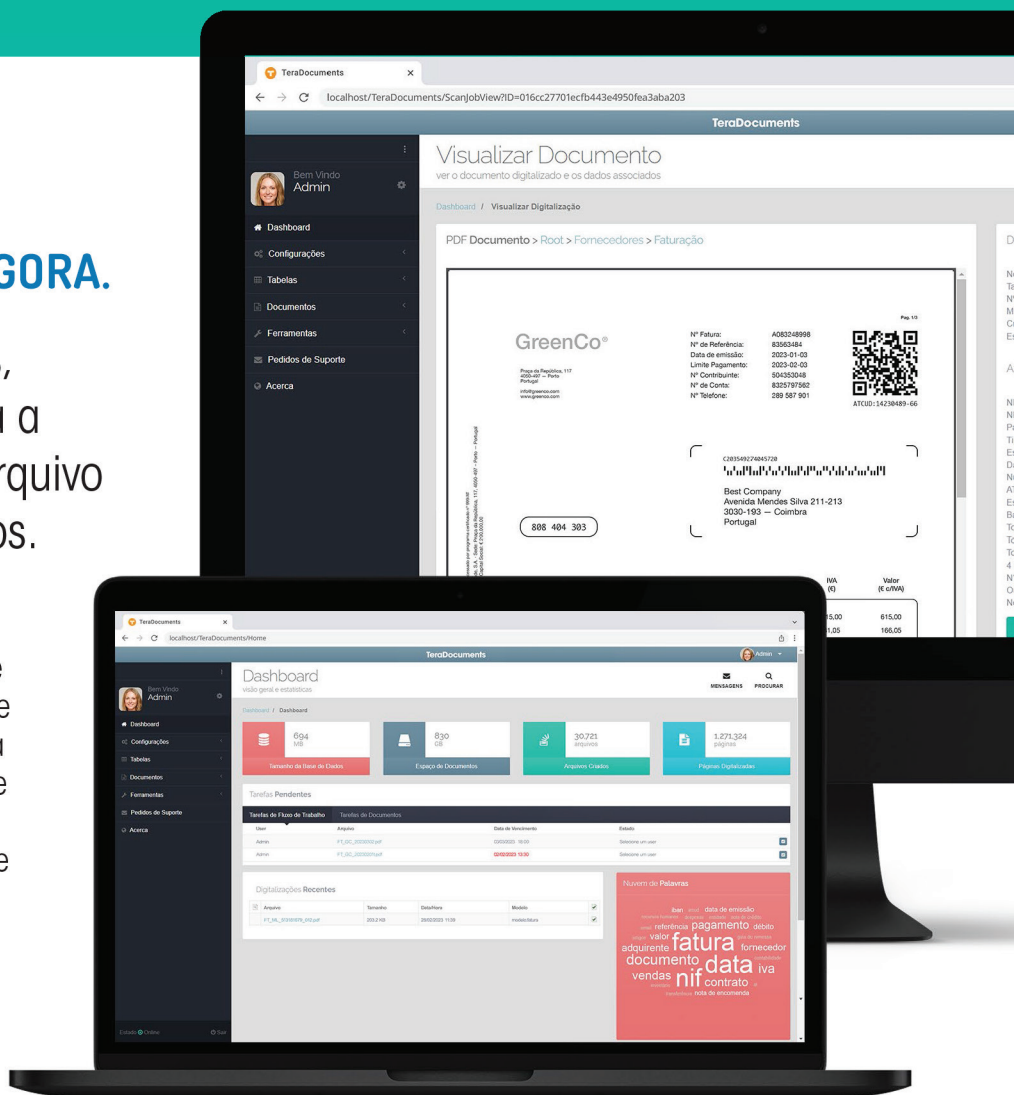 GORA.
a a
rquivo
os.
e
e
a
e
e
TeraDocuments
localhost/TeraDocuments/ScanJobView?ID=016cc27701ecfb443e4950fea3aba203
TeraDocuments
Bem Vindo
Admin
Dashboard
Configurações
Tabelas
Documentos
Ferramentas
Pedidos de Suporte
Acerca
Visualizar Documento
ver o documento digitalizado e os dados associados
Dashboard / Visualizar Digitalização
PDF Documento > Root > Fornecedores > Faturação
Pag. 1/3
GreenCo®
Praça da República, 117
4050-497 — Porto
Portugal
info@greenco.com
www.greenco.com
Nº Fatura: A083248998
Nº de Referência: 83563484
Data de emissão: 2023-01-03
Limite Pagamento: 2023-02-03
Nº Contribuinte: 504353048
Nº de Conta: 8325797562
Nº Telefone: 289 587 901
ATCUD:14230489-66
C203549274045720
Best Company
Avenida Mendes Silva 211-213
3030-193 — Coimbra
Portugal
808 404 303
IVA Valor
(€) (€ c/IVA)
15,00 615,00
1,05 166,05
TeraDocuments
localhost/TeraDocuments/Home
TeraDocuments
Admin
Bem Vindo
Admin
Dashboard
Configurações
Tabelas
Documentos
Ferramentas
Pedidos de Suporte
Acerca
Estado Online Sair
Dashboard
visão geral e estatísticas
MENSAGENS PROCURAR
Dashboard / Dashboard
694
MB
Tamanho da Base de Dados
830
GB
Espaço de Documentos
30,721
arquivos
Arquivos Criados
1.271,324
páginas
Páginas Digitalizadas
Tarefas Pendentes
Tarefas de Fluxo de Trabalho Tarefas de Documentos
User Arquivo Data de Vencimento Estado
Admin Selecione um user
Admin 02/02/2023 12:30 Selecione um user
Digitalizações Recentes
Arquivo Tamanho Data/Hora Modelo
203,2 KB
Nuvem de Palavras
iban data de emissão
referência pagamento débito
valor fatura fornecedor
adquirente
documento data iva
vendas nif contrato
nota de encomenda